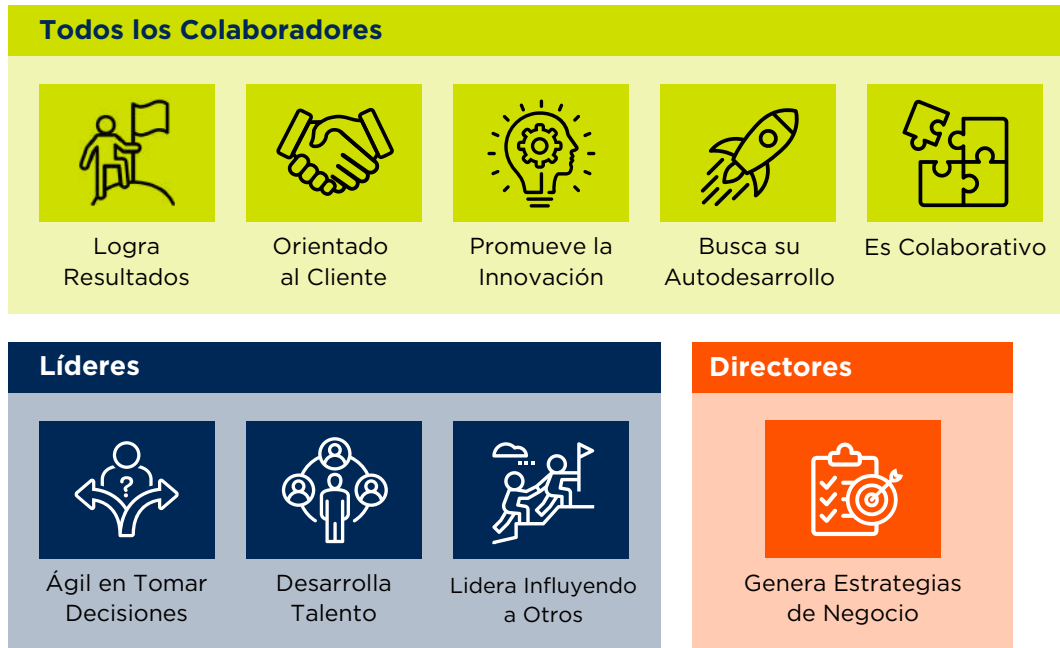 Todos los Colaboradores
Logra
Resultados
Orientado
al Cliente
Promueve la
Innovación
Busca su
Autodesarrollo
Es Colaborativo
Líderes
?
Ágil en Tomar
Decisiones
Desarrolla
Talento
Lidera Influyendo
a Otros
Directores
Genera Estrategias
de Negocio